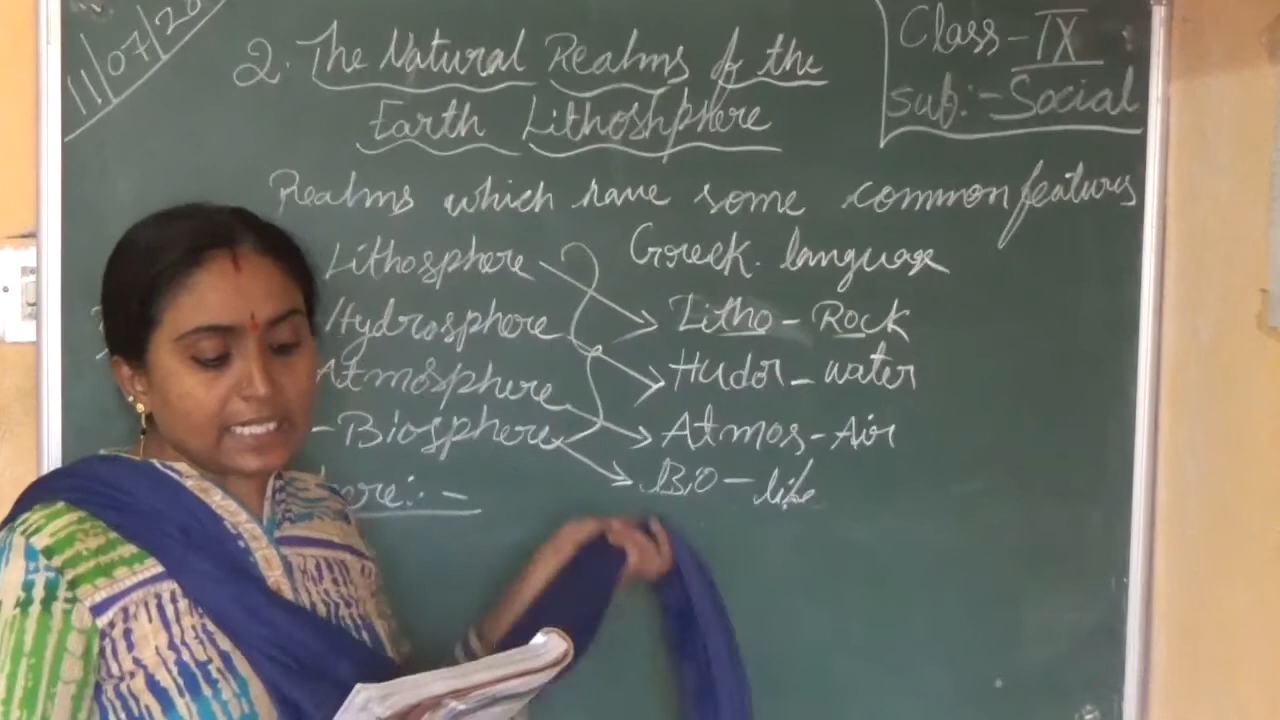 11/07/20
Class - IX
Sub:- Social
2. The Natural Realms of the
Earth Lithoshphere
Realms which have some common features
Greek language
Lithosphere
Litho - Rock
Hydrosphere
Hudor - water
Atmosphere
Atmos - Air
- Biosphere
Bio - life